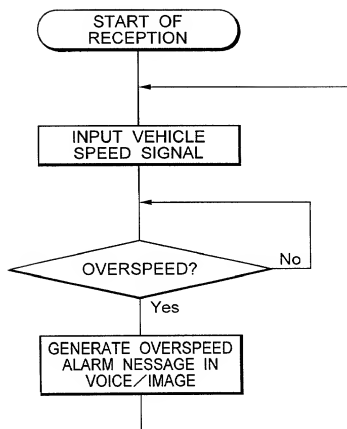 START OF
RECEPTION
INPUT VEHICLE
SPEED SIGNAL
OVERSPEED?
No
Yes
GENERATE OVERSPEED
ALARM NESSAGE IN
VOICE/IMAGE